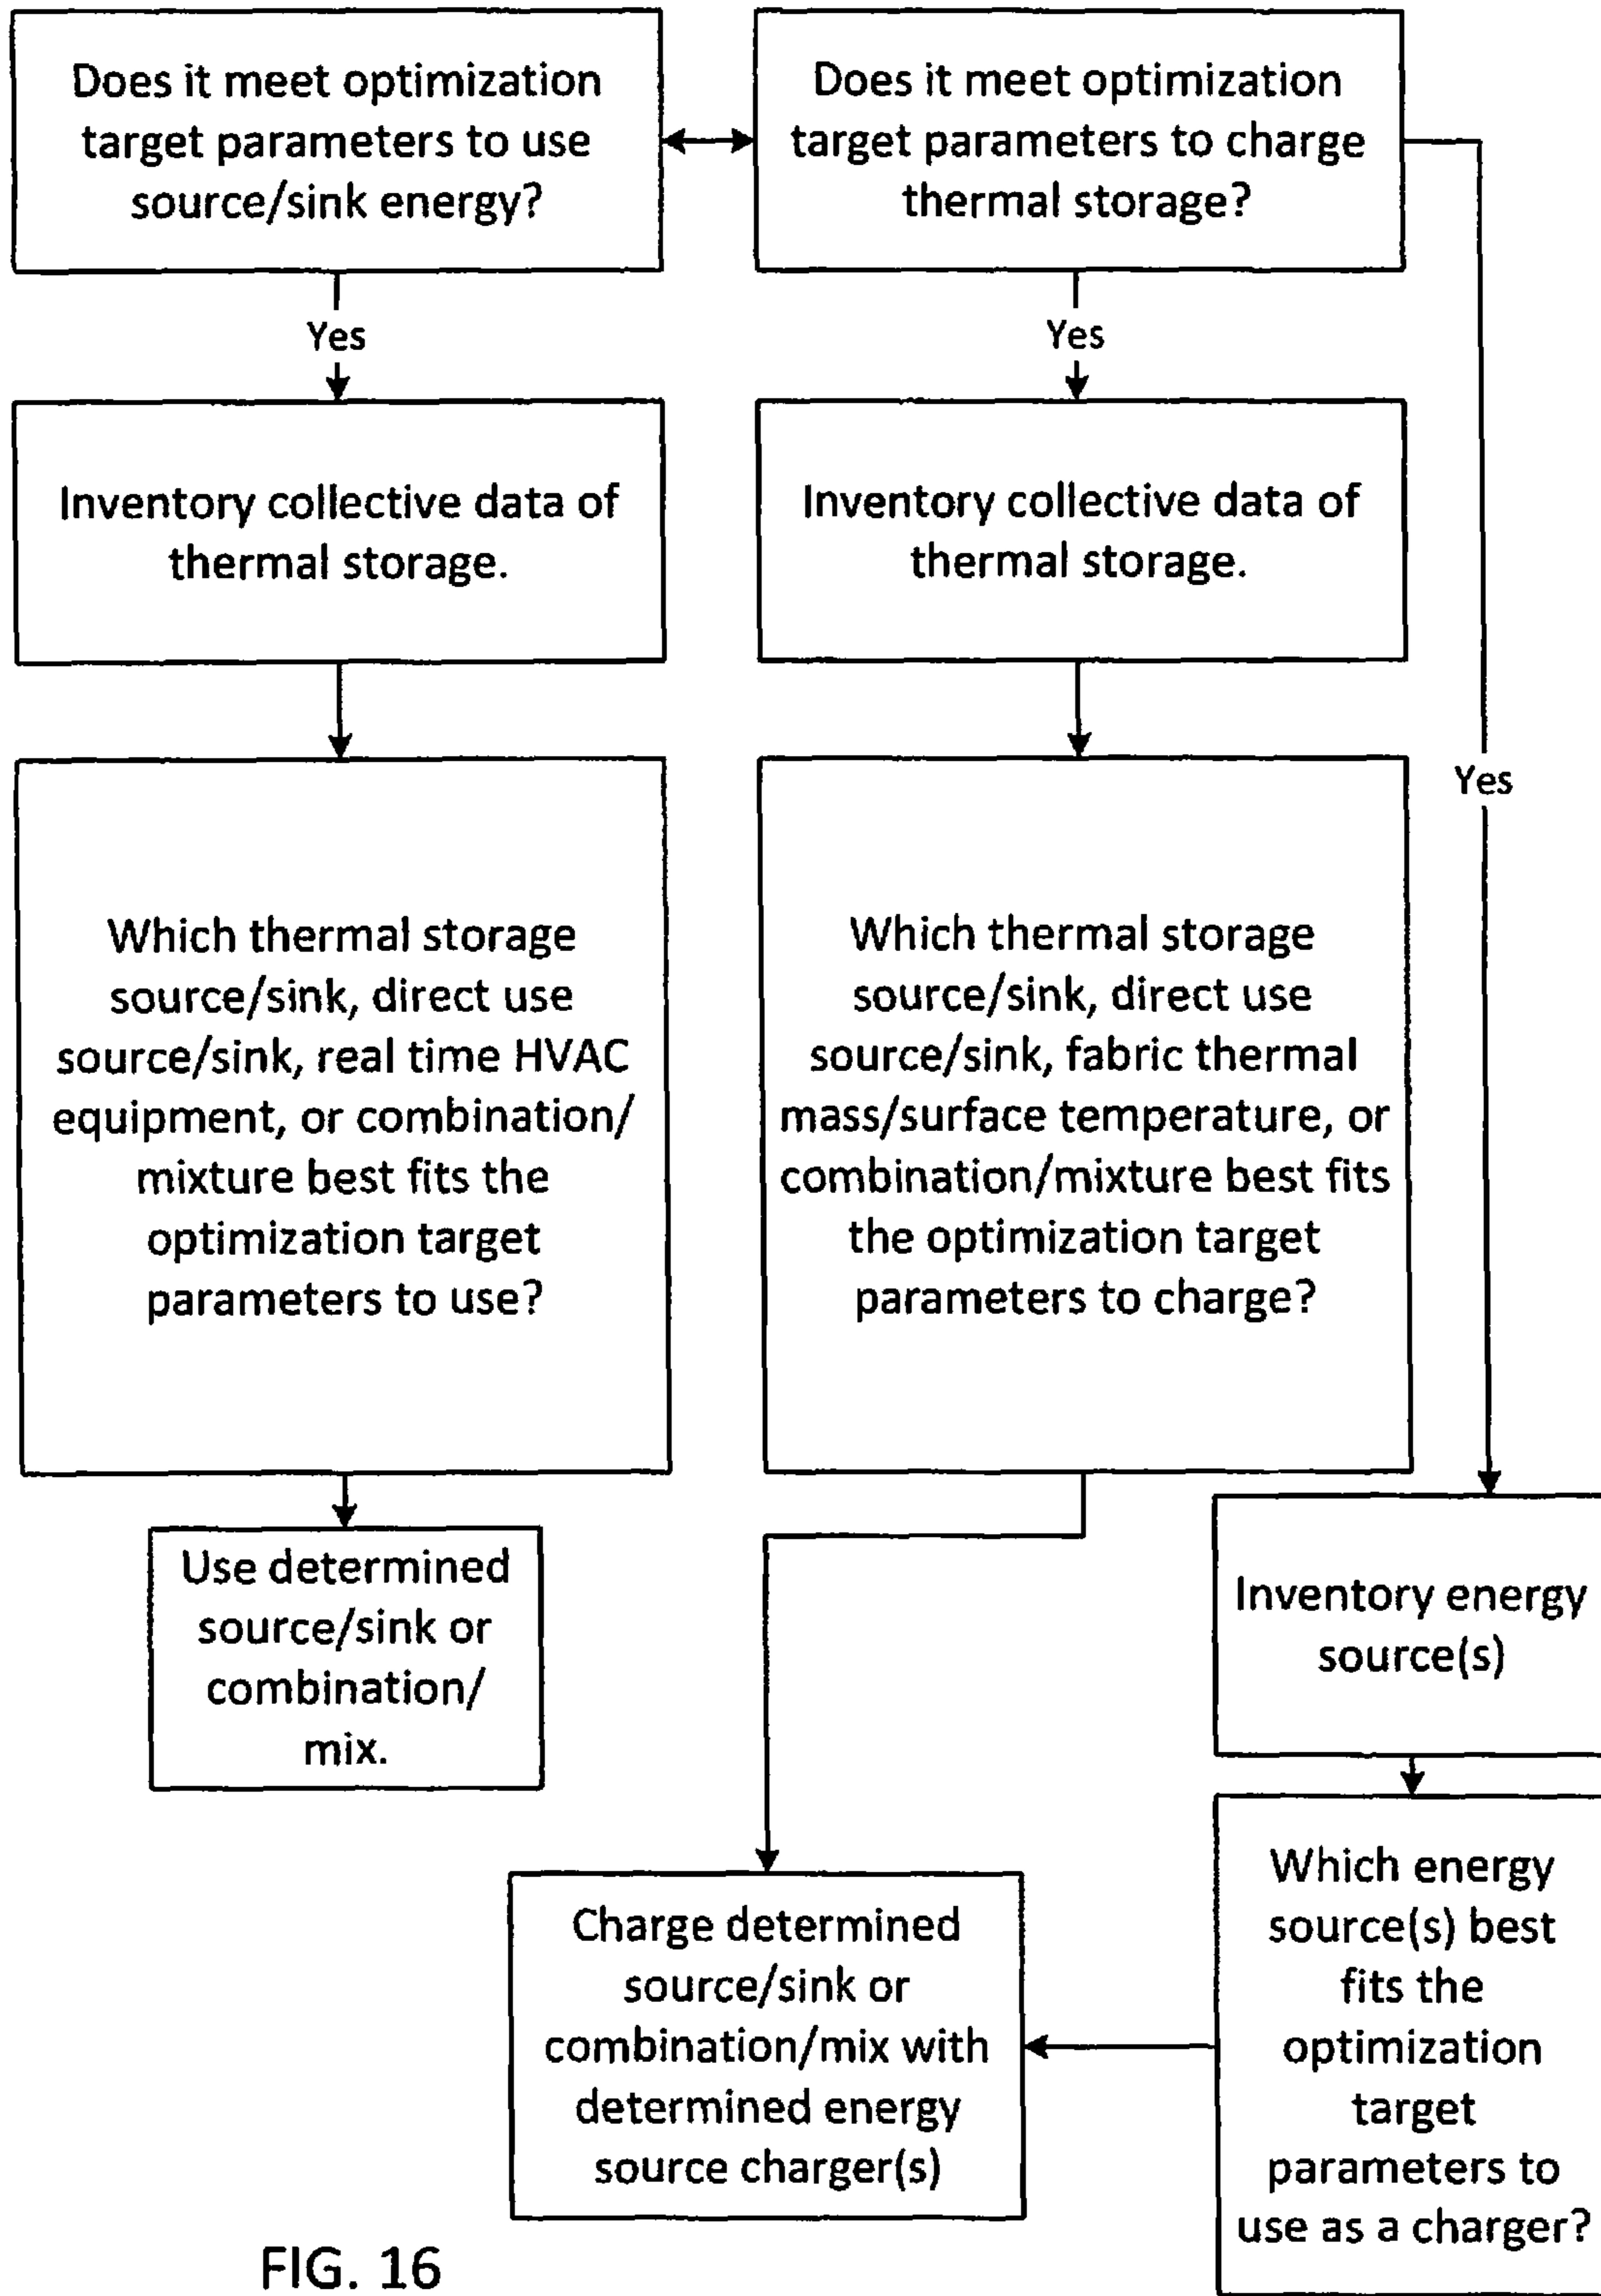 Does it meet optimization
target parameters to use
source/sink energy?
Does it meet optimization
target parameters to charge
thermal storage?
Yes
Yes
Inventory collective data of
thermal storage.
Inventory collective data of
thermal storage.
Yes
Which thermal storage
source/sink, direct use
source/sink, real time HVAC
equipment, or combination/
mixture best fits the
optimization target
parameters to use?
Which thermal storage
source/sink, direct use
source/sink, fabric thermal
mass/surface temperature, or
combination/mixture best fits
the optimization target
parameters to charge?
Use determined
source/sink or
combination/
mix.
Inventory energy
source(s)
Charge determined
source/sink or
combination/mix with
determined energy
source charger(s)
Which energy
source(s) best
fits the
optimization
target
parameters to
use as a charger?
FIG. 16